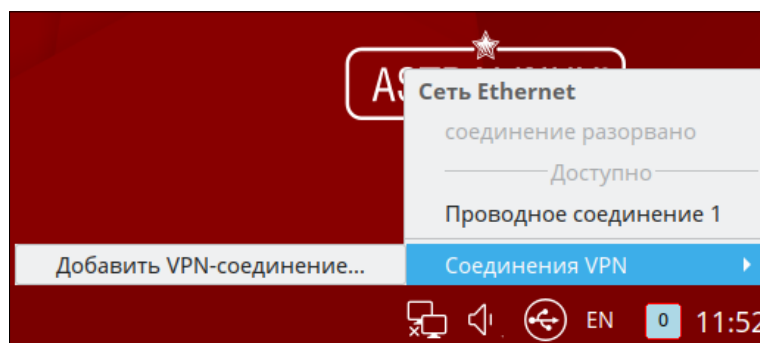 Сеть Ethernet
соединение разорвано
Доступно
Проводное соединение 1
Добавить VPN-соединение... Соединения VPN
EN 0 11:52